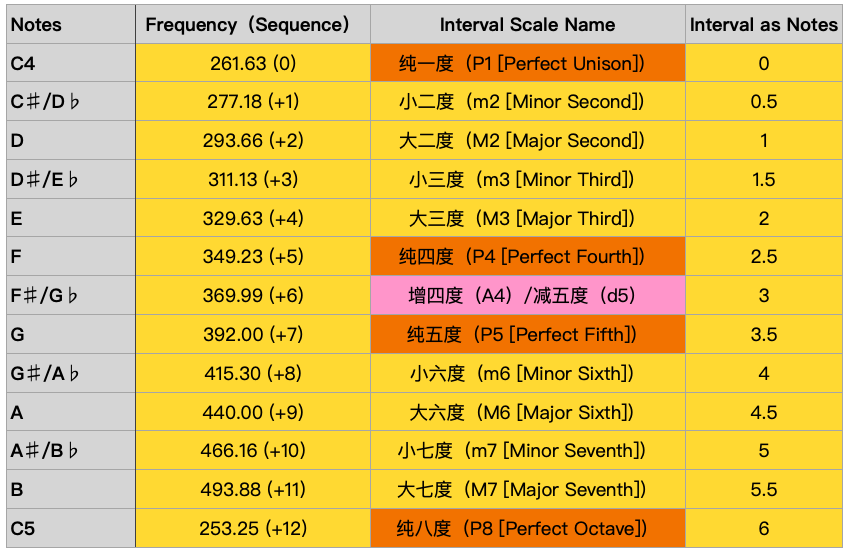 Notes Frequency（Sequence） Interval Scale Name Interval as Notes
C4 261.63 (0) 纯一度（P1 [Perfect Unison]） 0
C♯/D♭ 277.18 (+1) 小二度（m2 [Minor Second]） 0.5
D 293.66 (+2) 大二度（M2 [Major Second]） 1
D♯/E♭ 311.13 (+3) 小三度（m3 [Minor Third]） 1.5
E 329.63 (+4) 大三度（M3 [Major Third]） 2
F 349.23 (+5) 纯四度（P4 [Perfect Fourth]） 2.5
F♯/G♭ 369.99 (+6) 增四度（A4）/减五度（d5） 3
G 392.00 (+7) 纯五度（P5 [Perfect Fifth]） 3.5
G♯/A♭ 415.30 (+8) 小六度（m6 [Minor Sixth]） 4
A 440.00 (+9) 大六度（M6 [Major Sixth]） 4.5
A♯/B♭ 466.16 (+10) 小七度（m7 [Minor Seventh]） 5
B 493.88 (+11) 大七度（M7 [Major Seventh]） 5.5
C5 253.25 (+12) 纯八度（P8 [Perfect Octave]） 6